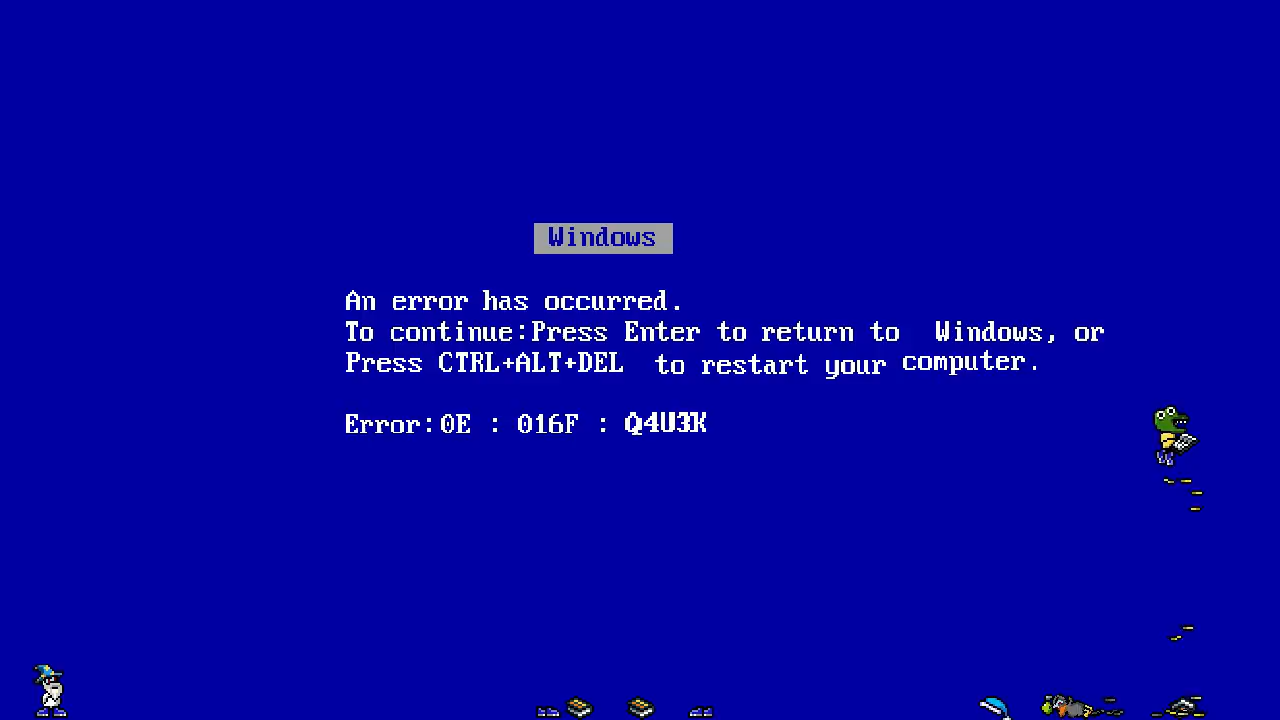 Windows
An error has occurred.
To continue:Press Enter to return to Windows, or
Press CTRL+ALT+DEL to restart your computer.
Error:0E : 016F : Q4U3K